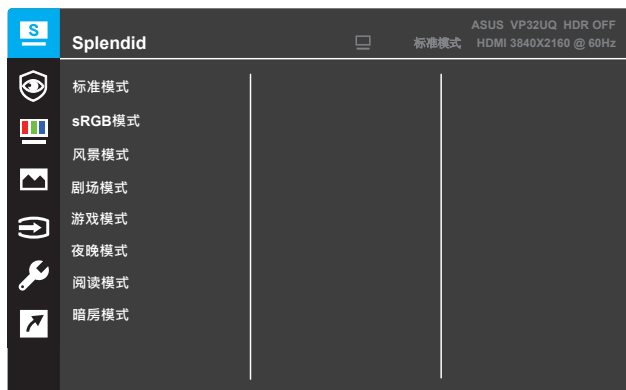 S
ASUS VP32UQ HDR OFF
Splendid 标准模式 HDMI 3840X2160 @ 60Hz
标准模式
sRGB模式
风景模式
剧场模式
游戏模式
夜晚模式
阅读模式
暗房模式